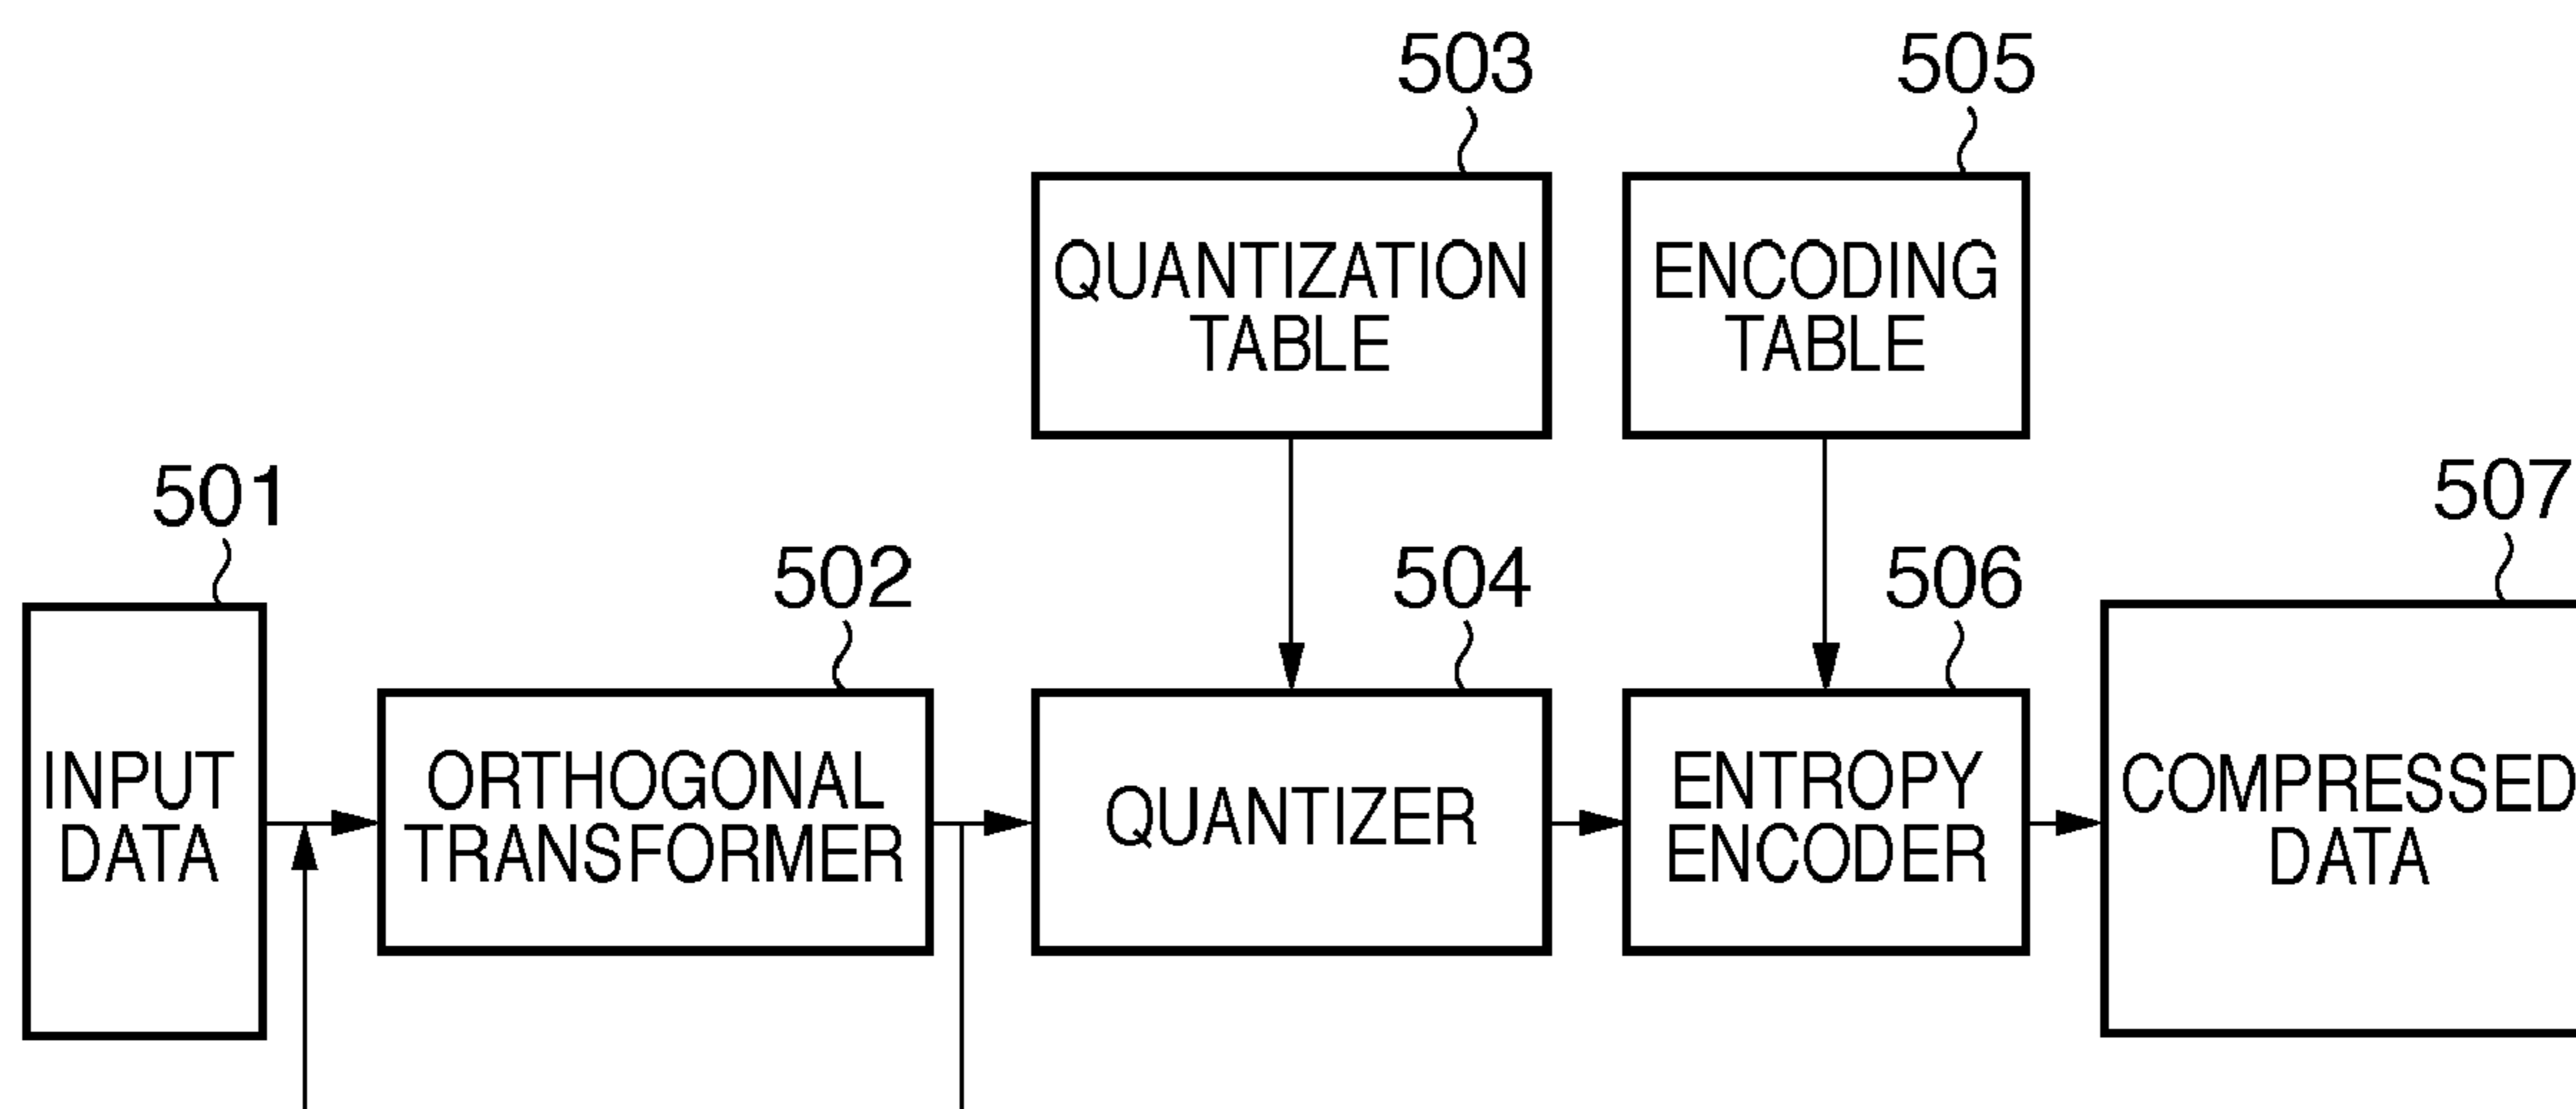 503
505
QUANTIZATION
TABLE
ENCODING
TABLE
501
502
504
506
507
INPUT
DATA
ORTHOGONAL
TRANSFORMER
QUANTIZER
ENTROPY
ENCODER
COMPRESSED
DATA